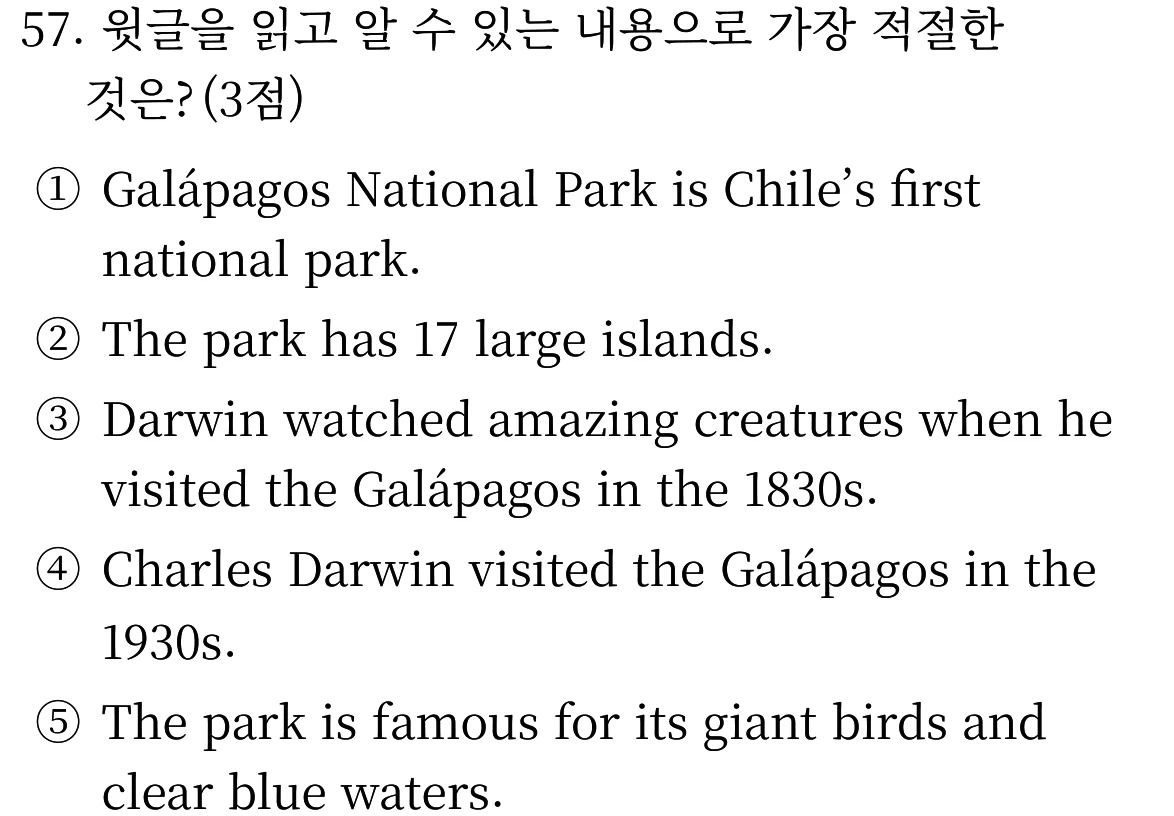 57. 윗글을 읽고 알 수 있는 내용으로 가장 적절한
것은?(3점)
① Galápagos National Park is Chile’s first
national park.
② The park has 17 large islands.
③ Darwin watched amazing creatures when he
visited the Galápagos in the 1830s.
④ Charles Darwin visited the Galápagos in the
1930s.
⑤ The park is famous for its giant birds and
clear blue waters.